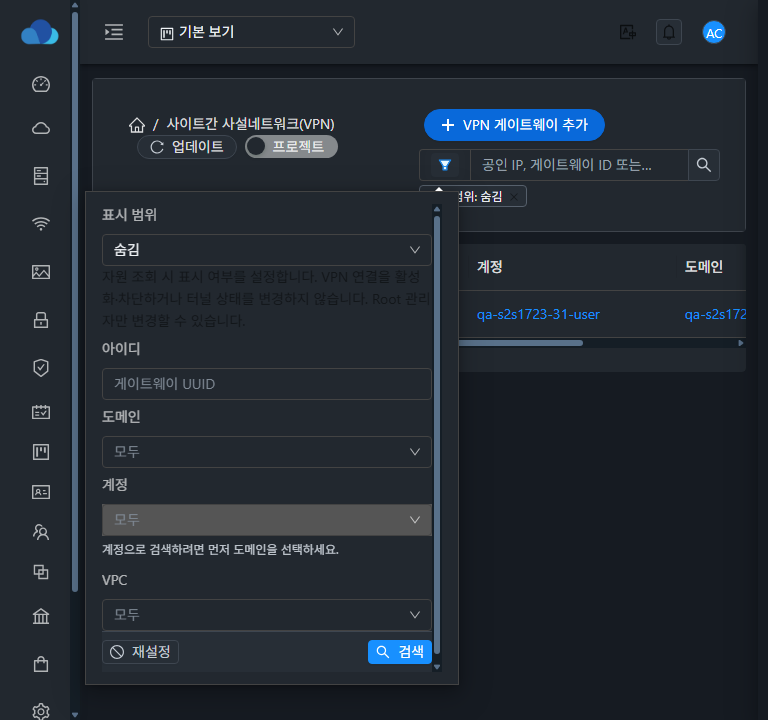 기본 보기
AC
/ 사이트간 사설네트워크(VPN)
업데이트
프로젝트
VPN 게이트웨이 추가
공인 IP, 게이트웨이 ID 또는...
범위: 숨김
계정
도메인
qa-s2s1723-31-user
qa-s2s172
표시 범위
숨김
자원 조회 시 표시 여부를 설정합니다. VPN 연결을 활성
화·차단하거나 터널 상태를 변경하지 않습니다. Root 관리
자만 변경할 수 있습니다.
아이디
게이트웨이 UUID
도메인
모두
계정
모두
계정으로 검색하려면 먼저 도메인을 선택하세요.
VPC
모두
재설정
검색